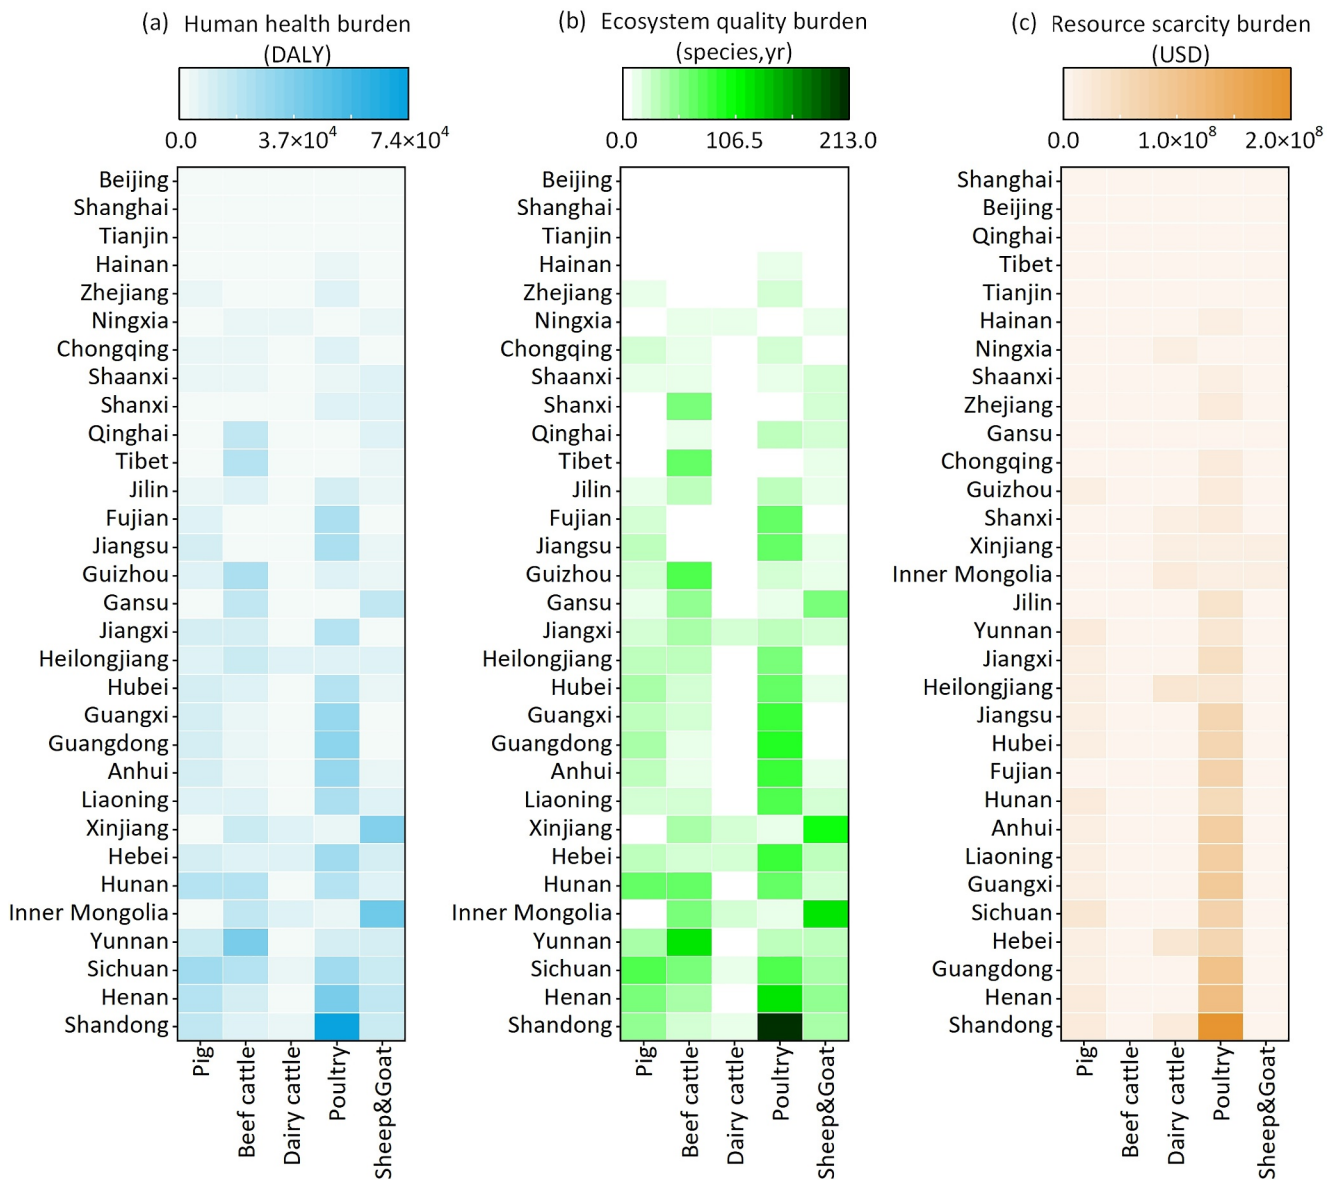 (a) Human health burden
(DALY)
0.0 3.7×10⁴ 7.4×10⁴
Beijing
Shanghai
Tianjin
Hainan
Zhejiang
Ningxia
Chongqing
Shaanxi
Shanxi
Qinghai
Tibet
Jilin
Fujian
Jiangsu
Guizhou
Gansu
Jiangxi
Heilongjiang
Hubei
Guangxi
Guangdong
Anhui
Liaoning
Xinjiang
Hebei
Hunan
Inner Mongolia
Yunnan
Sichuan
Henan
Shandong
Pig
Beef cattle
Dairy cattle
Poultry
Sheep&Goat
(b) Ecosystem quality burden
(species,yr)
0.0 106.5 213.0
Beijing
Shanghai
Tianjin
Hainan
Zhejiang
Ningxia
Chongqing
Shaanxi
Shanxi
Qinghai
Tibet
Jilin
Fujian
Jiangsu
Guizhou
Gansu
Jiangxi
Heilongjiang
Hubei
Guangxi
Guangdong
Anhui
Liaoning
Xinjiang
Hebei
Hunan
Inner Mongolia
Yunnan
Sichuan
Henan
Shandong
Pig
Beef cattle
Dairy cattle
Poultry
Sheep&Goat
(c) Resource scarcity burden
(USD)
0.0 1.0×10⁸ 2.0×10⁸
Shanghai
Beijing
Qinghai
Tibet
Tianjin
Hainan
Ningxia
Shaanxi
Zhejiang
Gansu
Chongqing
Guizhou
Shanxi
Xinjiang
Inner Mongolia
Jilin
Yunnan
Jiangxi
Heilongjiang
Jiangsu
Hubei
Fujian
Hunan
Anhui
Liaoning
Guangxi
Sichuan
Hebei
Guangdong
Henan
Shandong
Pig
Beef cattle
Dairy cattle
Poultry
Sheep&Goat